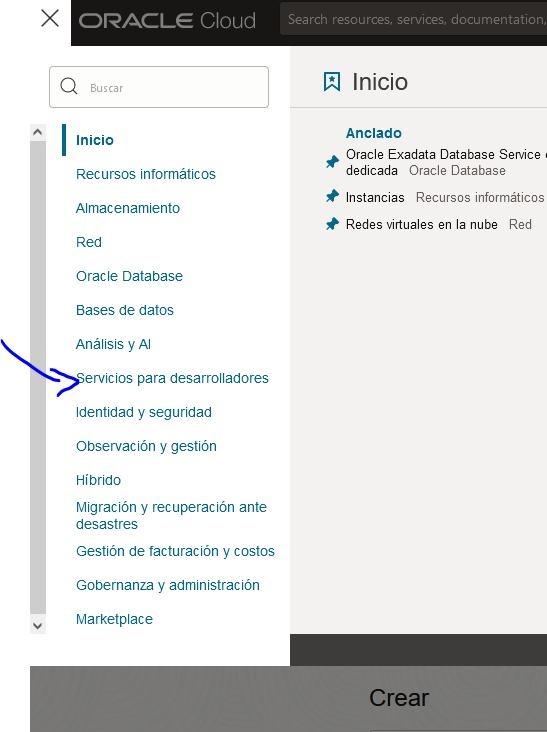 ORACLE Cloud
Search resources, services, documentation,
Buscar
Inicio
Recursos informáticos
Almacenamiento
Red
Oracle Database
Bases de datos
Análisis y AI
Servicios para desarrolladores
Identidad y seguridad
Observación y gestión
Híbrido
Migración y recuperación ante
desastres
Gestión de facturación y costos
Gobernanza y administración
Marketplace
Inicio
Anclado
Oracle Exadata Database Service
dedicada Oracle Database
Instancias Recursos informáticos
Redes virtuales en la nube Red
Crear